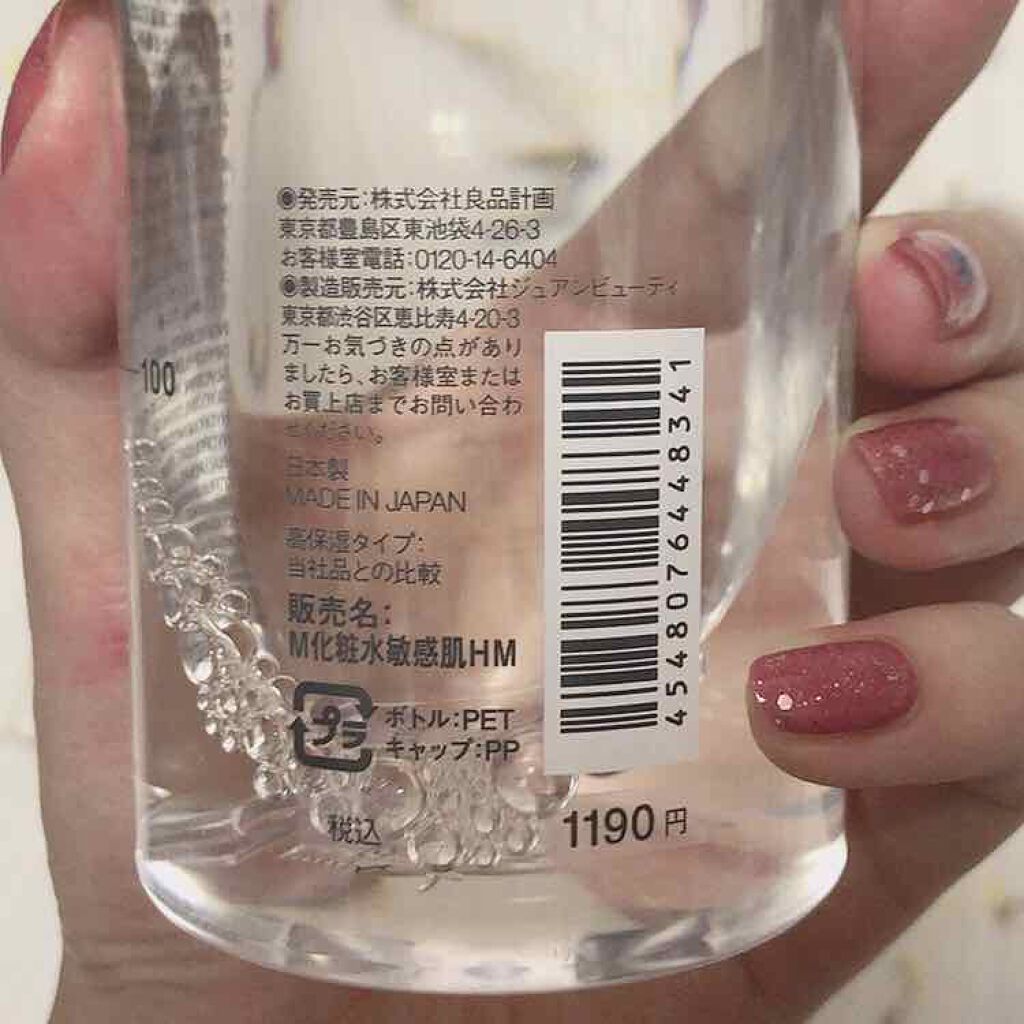 ◉発売元:株式会社良品計画
東京都豊島区東池袋4-26-3
お客様室電話:0120-14-6404
◉製造販売元:株式会社ジュアンビューティ
東京都渋谷区恵比寿4-20-3
万一お気づきの点があり
ましたら、お客様室または
お買上店までお問い合わ
せください。
日本製
MADE IN JAPAN
高保湿タイプ:
当社品との比較
販売名:
M化粧水敏感肌HM
プラ
ボトル:PET
キャップ:PP
税込 1190円
100
4548076448341